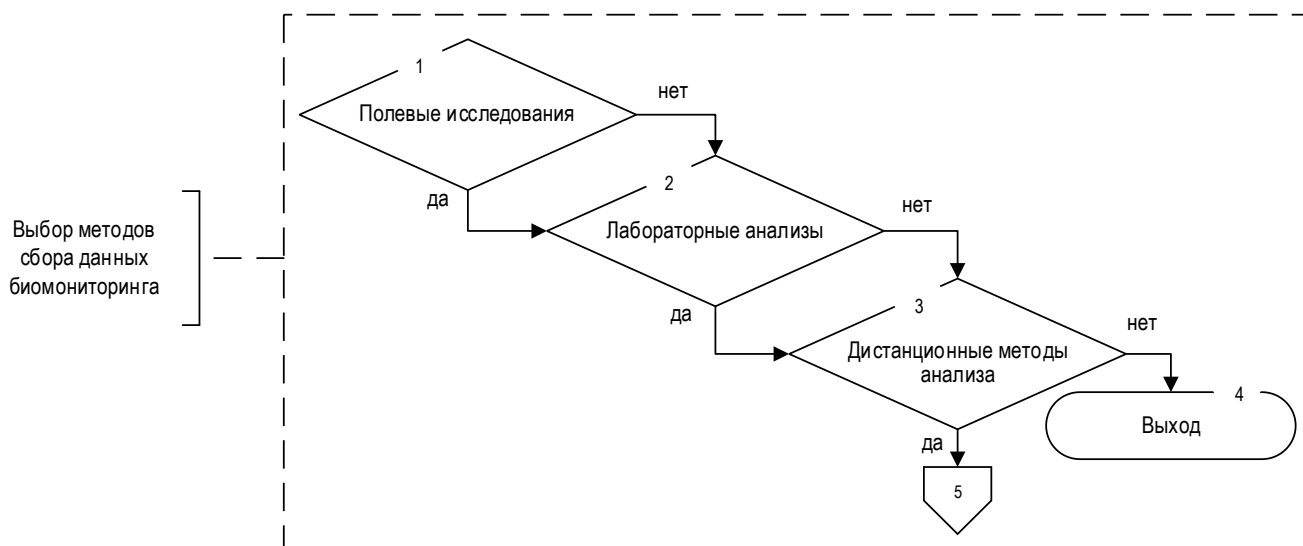 1
Полевые исследования
нет
да
2
Лабораторные анализы
нет
да
Выбор методов
сбора данных
биомониторинга
3
Дистанционные методы
анализа
нет
4
Выход
да
5